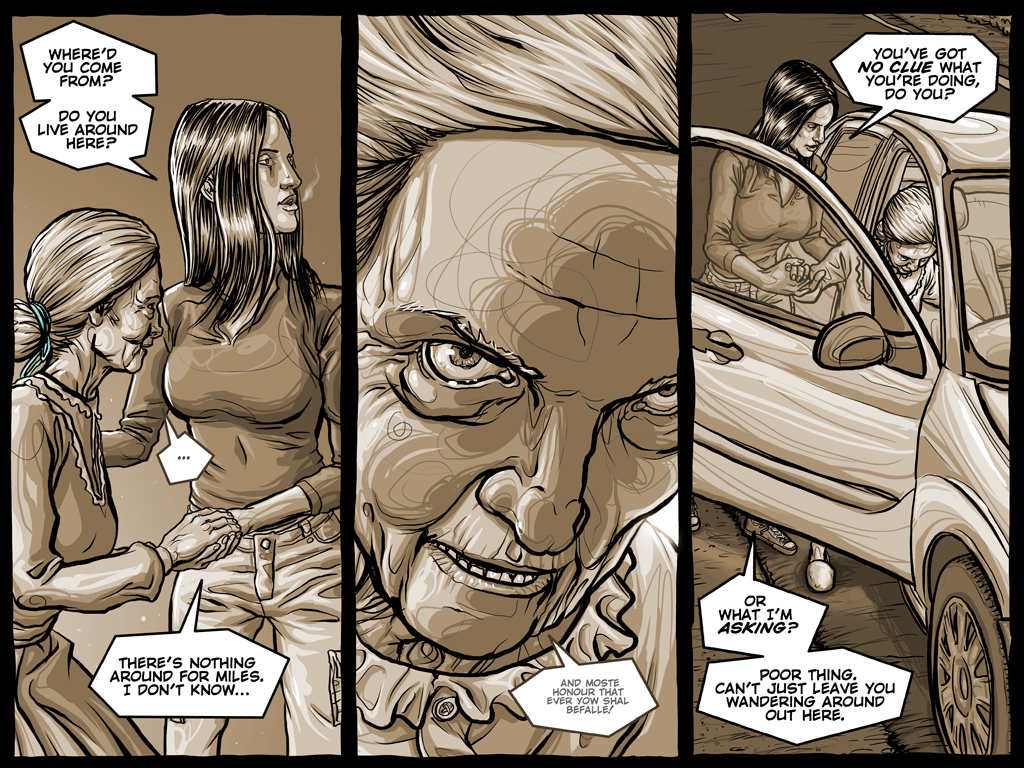 WHERE'D
YOU COME
FROM?
DO YOU
LIVE AROUND
HERE?
...
THERE'S NOTHING
AROUND FOR MILES.
I DON'T KNOW...
AND MOSTE
HONOUR THAT
EVER YOW SHAL
BEFALLE!
YOU'VE GOT
NO CLUE WHAT
YOU'RE DOING,
DO YOU?
OR
WHAT I'M
ASKING?
POOR THING.
CAN'T JUST LEAVE YOU
WANDERING AROUND
OUT HERE.